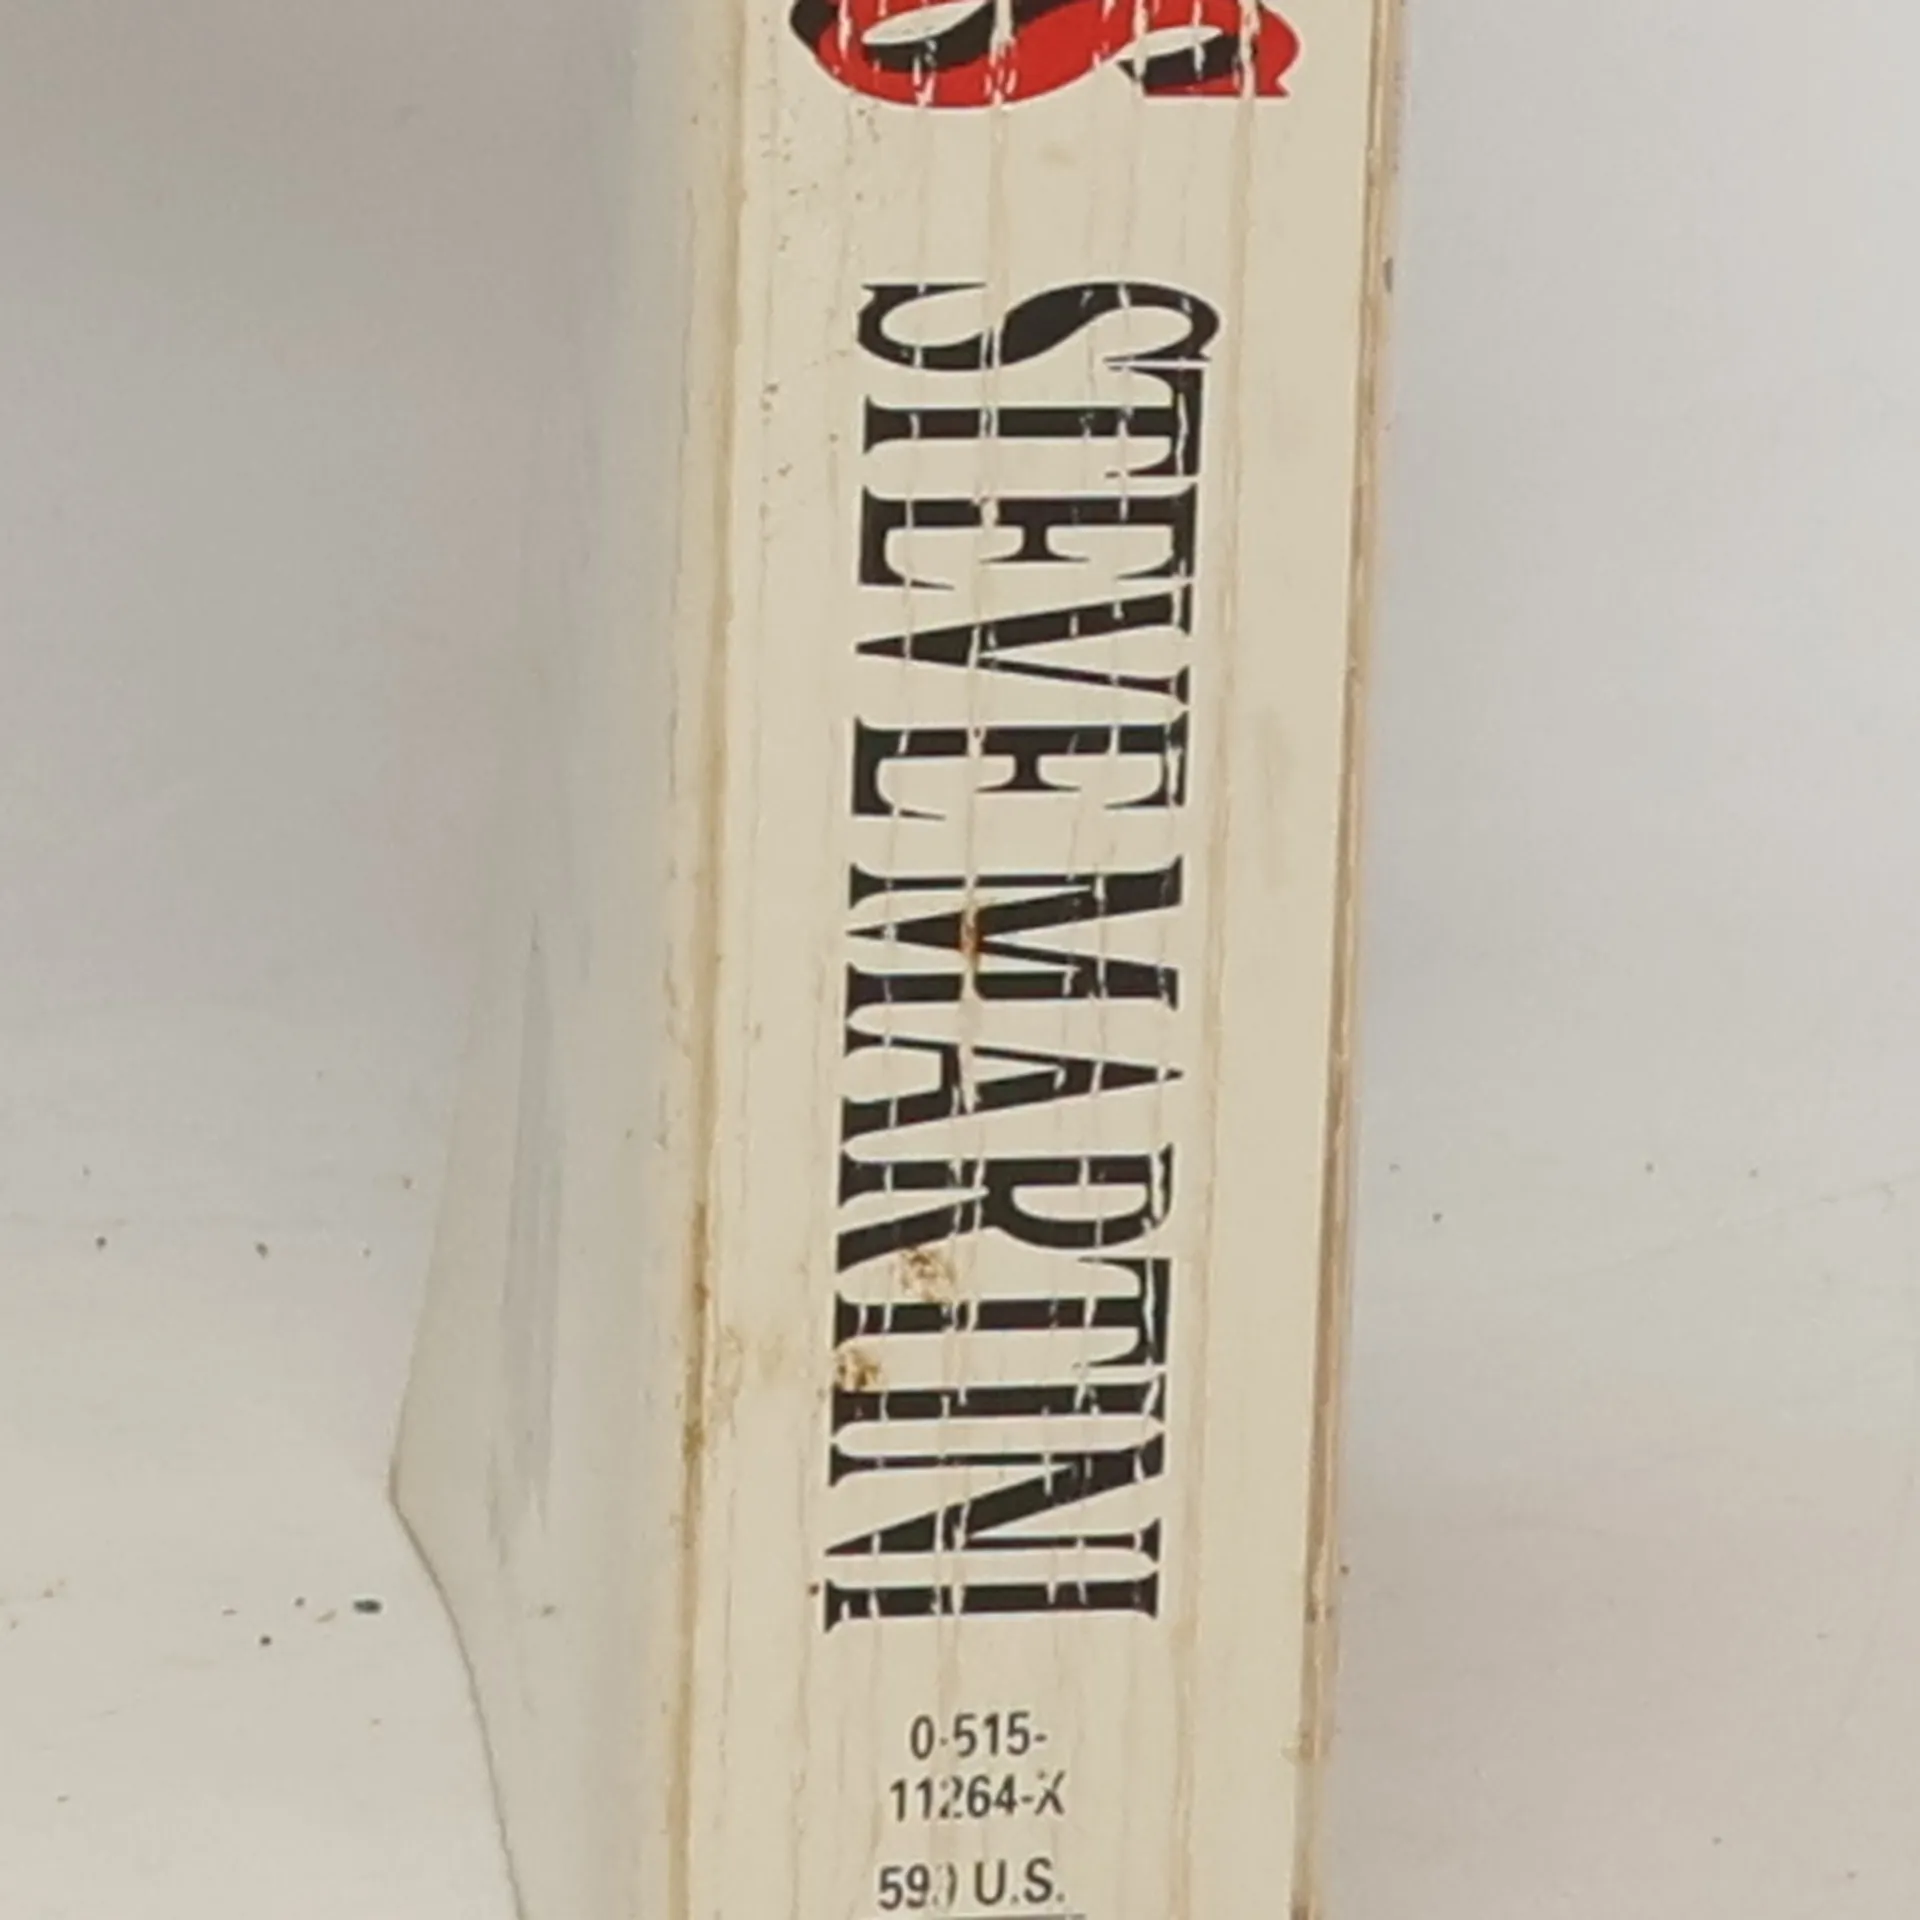 S
STEVE MARTINI
0-515-
11264-X
U.S.